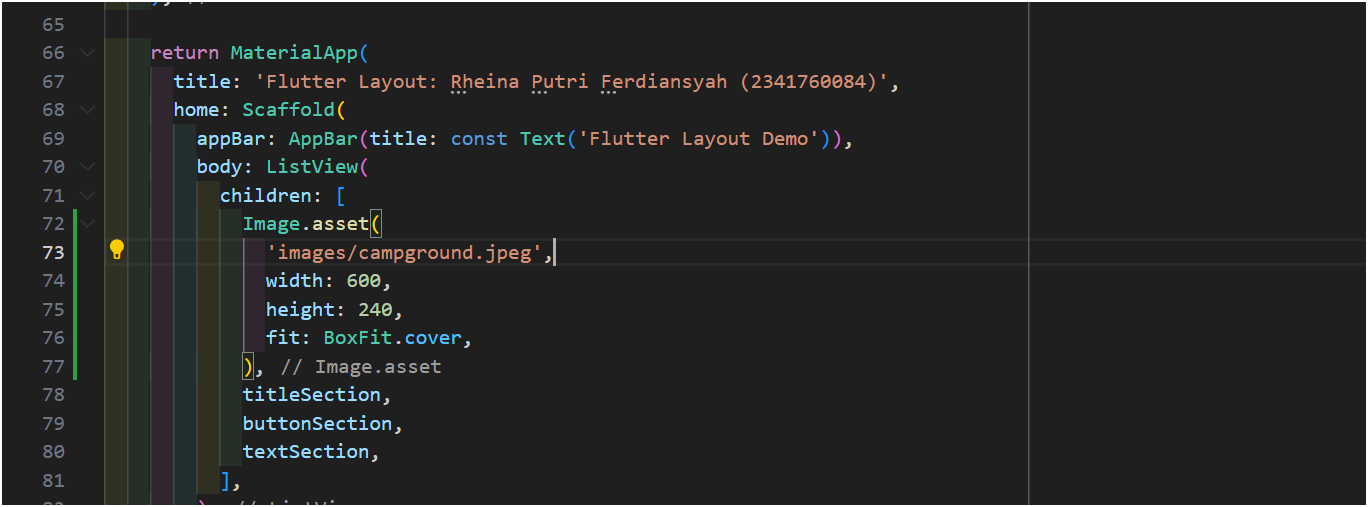 65
66 return MaterialApp(
67 title: 'Flutter Layout: Rheina Putri Ferdiansyah (2341760084)',
68 home: Scaffold(
69 appBar: AppBar(title: const Text('Flutter Layout Demo')),
70 body: ListView(
71 children: [
72 Image.asset(
73 'images/campground.jpeg',
74 width: 600,
75 height: 240,
76 fit: BoxFit.cover,
77 ), // Image.asset
78 titleSection,
79 buttonSection,
80 textSection,
81 ],